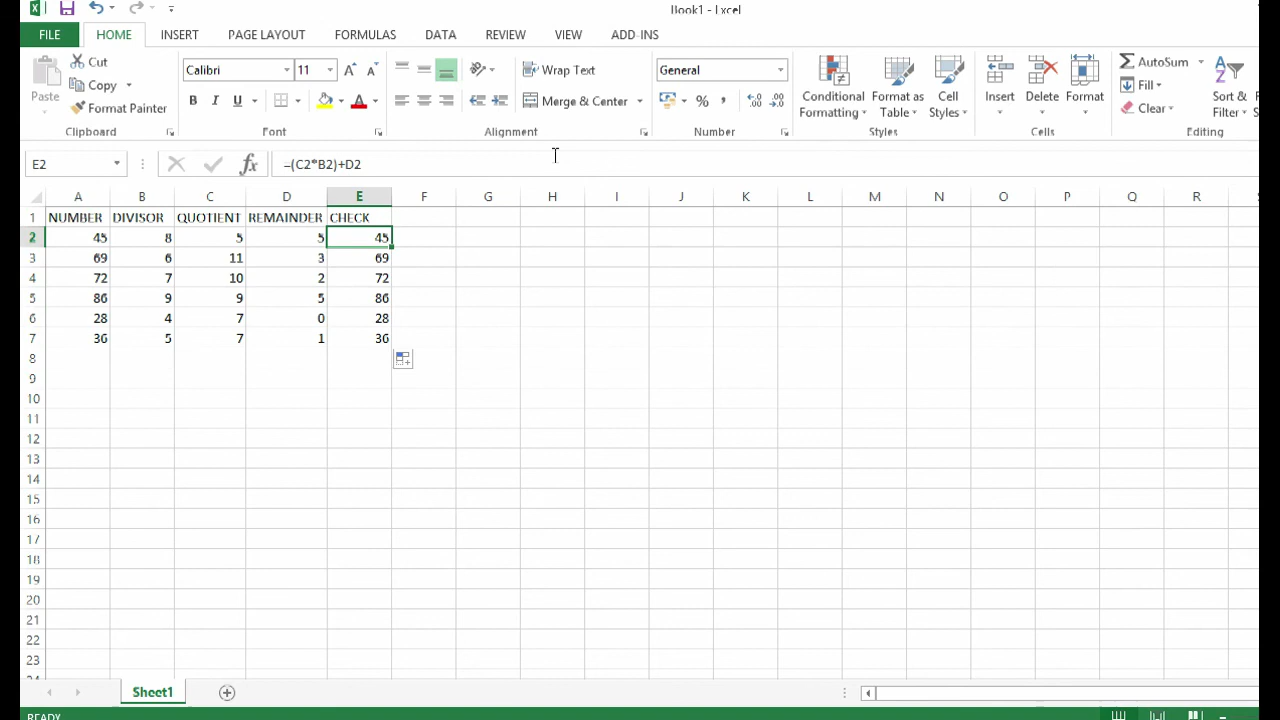 Book1 - Excel
FILE HOME INSERT PAGE LAYOUT FORMULAS DATA REVIEW VIEW ADD-INS
Cut
Copy
Format Painter
Paste
Clipboard
Calibri 11
B I U A
Font
Wrap Text
Merge & Center
Alignment
General
% ,
Number
Conditional Formatting
Format as Table
Cell Styles
Styles
Insert Delete Format
Cells
AutoSum
Fill
Clear
Sort & Filter
Editing
E2 fx =(C2*B2)+D2
A B C D E F G H I J K L M N O P Q R
1 NUMBER DIVISOR QUOTIENT REMAINDER CHECK
2 45 8 5 5 45
3 69 6 11 3 69
4 72 7 10 2 72
5 86 9 9 5 86
6 28 4 7 0 28
7 36 5 7 1 36
8
9
10
11
12
13
14
15
16
17
18
19
20
21
22
23
Sheet1
READY